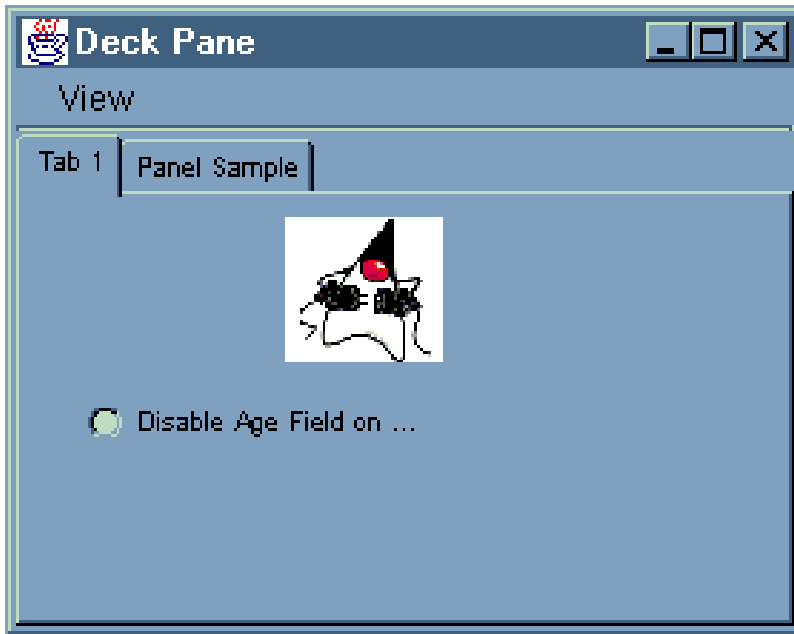 Deck Pane
View
Tab 1
Panel Sample
Disable Age Field on ...